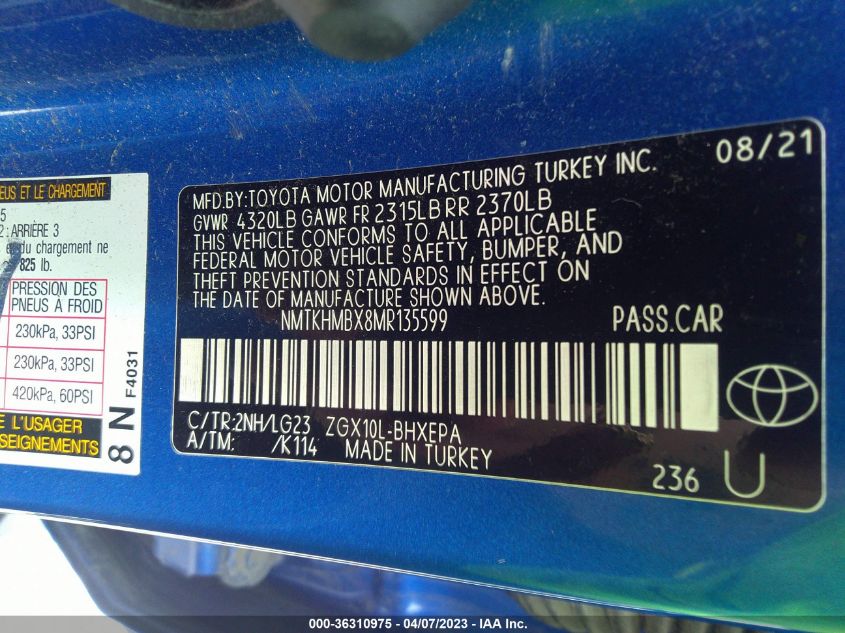 EUS ET LE CHARGEMENT
5
2 : ARRIÈRE 3
du chargement ne
825 lb.
PRESSION DES
PNEUS À FROID
230kPa, 33PSI
230kPa, 33PSI
420kPa, 60PSI
E L'USAGER
SEIGNEMENTS
8 N
F4031
08/21
MFD.BY:TOYOTA MOTOR MANUFACTURING TURKEY INC.
GVWR 4320LB GAWR FR 2315LB RR 2370LB
THIS VEHICLE CONFORMS TO ALL APPLICABLE
FEDERAL MOTOR VEHICLE SAFETY, BUMPER, AND
THEFT PREVENTION STANDARDS IN EFFECT ON
THE DATE OF MANUFACTURE SHOWN ABOVE.
NMTKHMBX8MR135599 PASS.CAR
C/TR:2NH/LG23 ZGX10L-BHXEPA
A/TM: /K114 MADE IN TURKEY
236 U
000-36310975 - 04/07/2023 - IAA Inc.